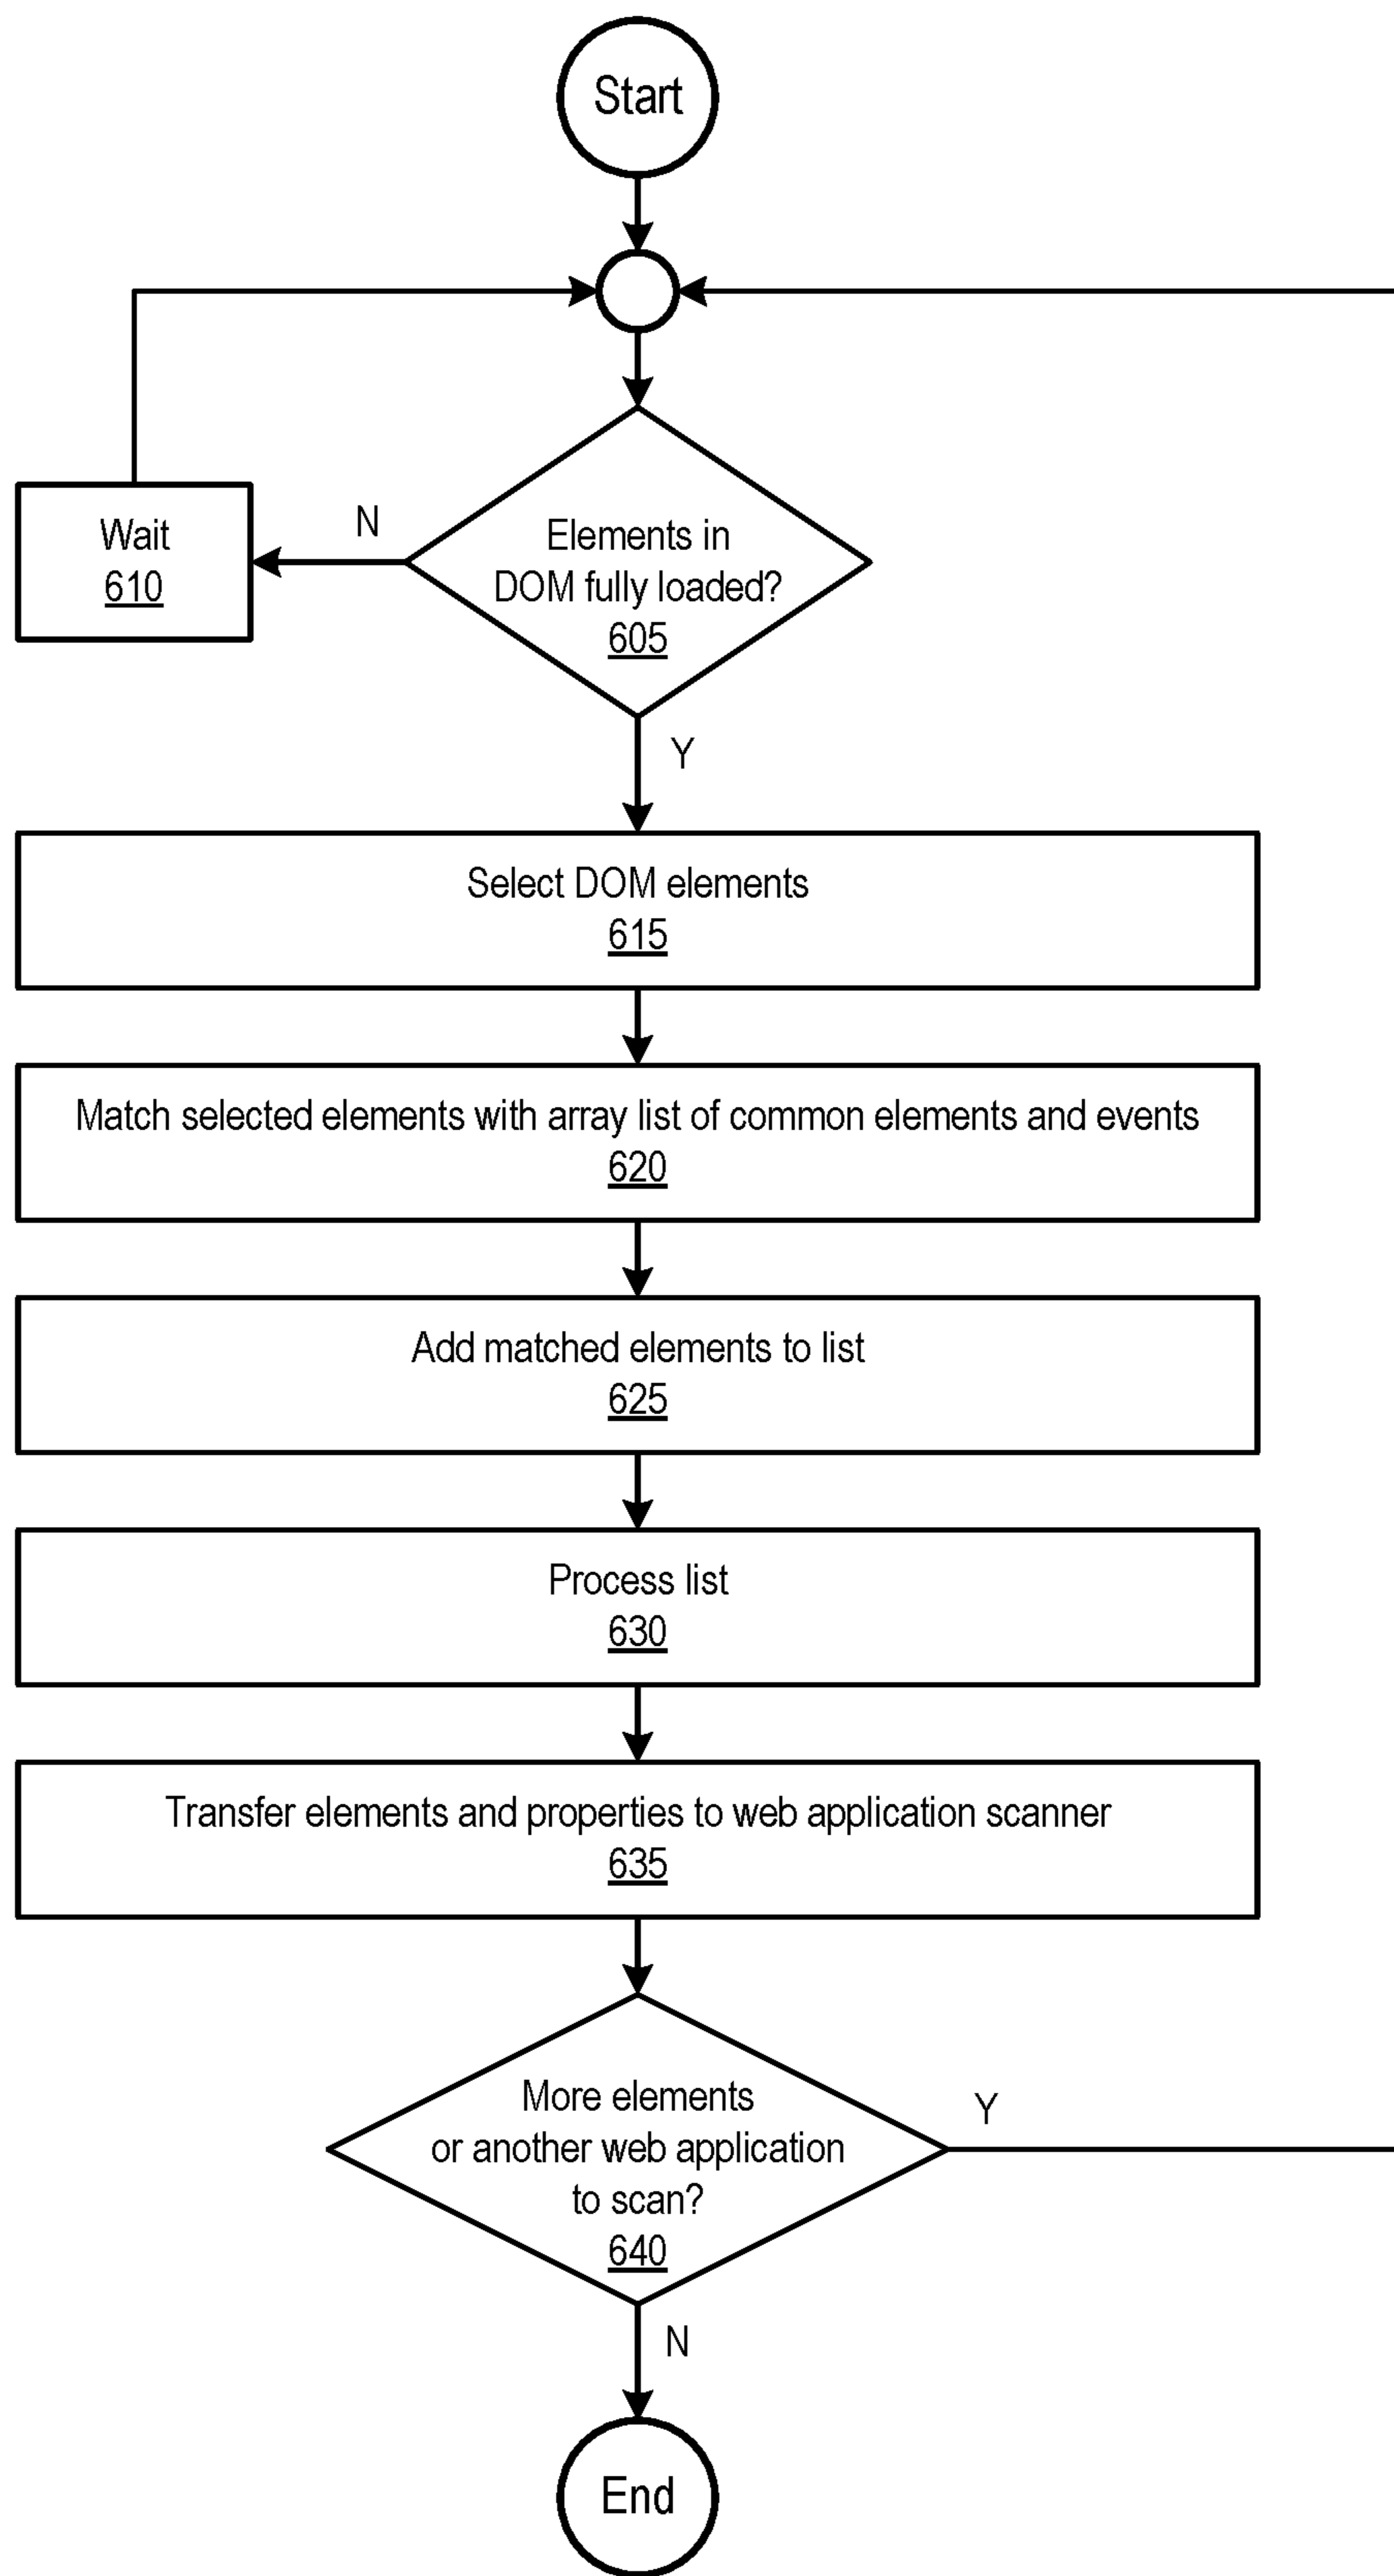 Start
Elements in
DOM fully loaded?
605
N
Wait
610
Y
Select DOM elements
615
Match selected elements with array list of common elements and events
620
Add matched elements to list
625
Process list
630
Transfer elements and properties to web application scanner
635
More elements
or another web application
to scan?
640
Y
N
End